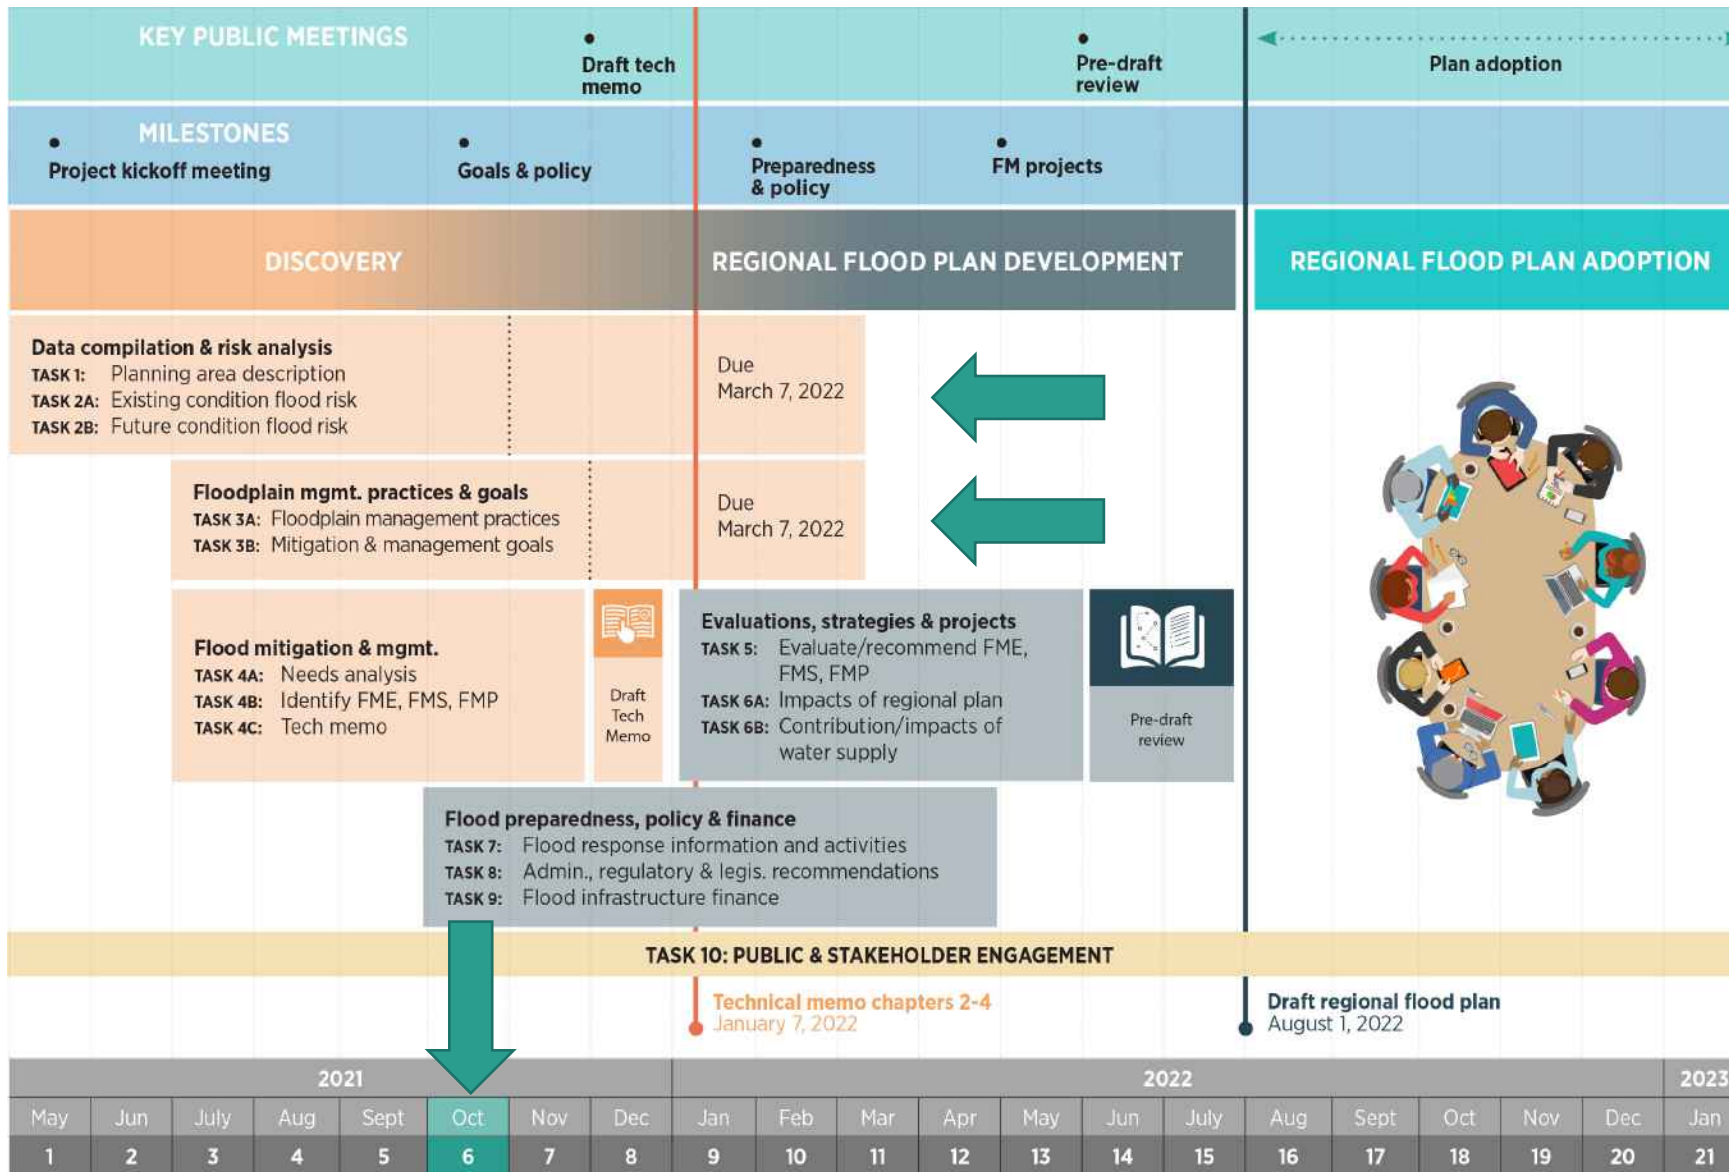 KEY PUBLIC MEETINGS
Draft tech
memo
Pre-draft
review
Plan adoption
MILESTONES
Project kickoff meeting
Goals & policy
Preparedness
& policy
FM projects
DISCOVERY
REGIONAL FLOOD PLAN DEVELOPMENT
REGIONAL FLOOD PLAN ADOPTION
Data compilation & risk analysis
TASK 1: Planning area description
TASK 2A: Existing condition flood risk
TASK 2B: Future condition flood risk
Due
March 7, 2022
Floodplain mgmt. practices & goals
TASK 3A: Floodplain management practices
TASK 3B: Mitigation & management goals
Due
March 7, 2022
Flood mitigation & mgmt.
TASK 4A: Needs analysis
TASK 4B: Identify FME, FMS, FMP
TASK 4C: Tech memo
Draft
Tech
Memo
Evaluations, strategies & projects
TASK 5: Evaluate/recommend FME,
FMS, FMP
TASK 6A: Impacts of regional plan
TASK 6B: Contribution/impacts of
water supply
Pre-draft
review
Flood preparedness, policy & finance
TASK 7: Flood response information and activities
TASK 8: Admin., regulatory & legis. recommendations
TASK 9: Flood infrastructure finance
TASK 10: PUBLIC & STAKEHOLDER ENGAGEMENT
Technical memo chapters 2-4
January 7, 2022
Draft regional flood plan
August 1, 2022
2021 2022 2023
May Jun July Aug Sept Oct Nov Dec Jan Feb Mar Apr May Jun July Aug Sept Oct Nov Dec Jan
1 2 3 4 5 6 7 8 9 10 11 12 13 14 15 16 17 18 19 20 21